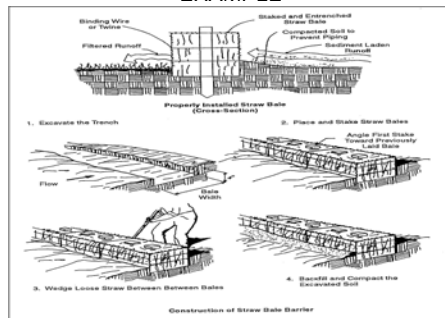 Binding Wire
or Twine
Staked and Entrenched
Straw Bale
Compacted Soil to
Prevent Piping
Filtered Runoff
Sediment Laden
Runoff
Properly Installed Straw Bale
(Cross-Section)
1. Excavate the Trench
2. Place and Stake Straw Bales
Angle First Stake
Toward Previously
Laid Bale
Flow
Bale
Width
3. Wedge Loose Straw Between Between Bales
4. Backfill and Compact the
Excavated Soil
Construction of Straw Bale Barrier